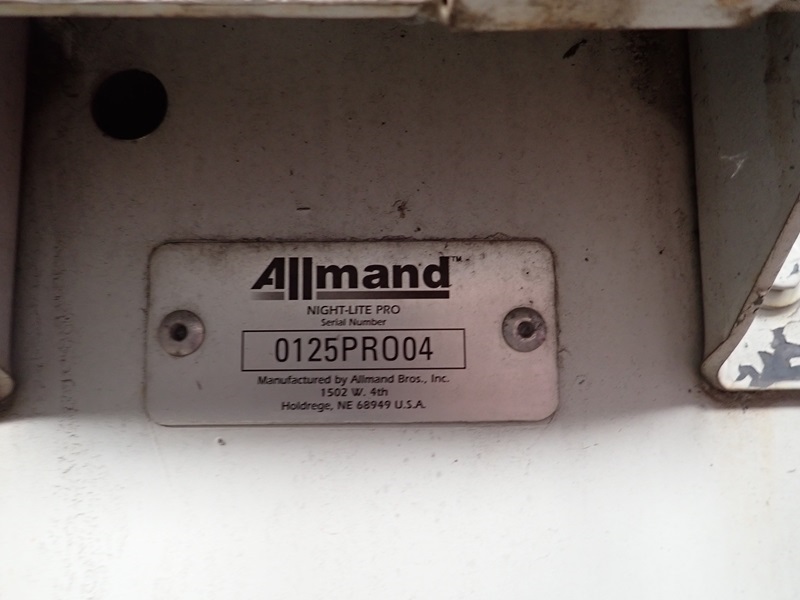 Allmand™
NIGHT-LITE PRO
Serial Number
0125PRO04
Manufactured by Allmand Bros., Inc.
1502 W. 4th
Holdrege, NE 68949 U.S.A.